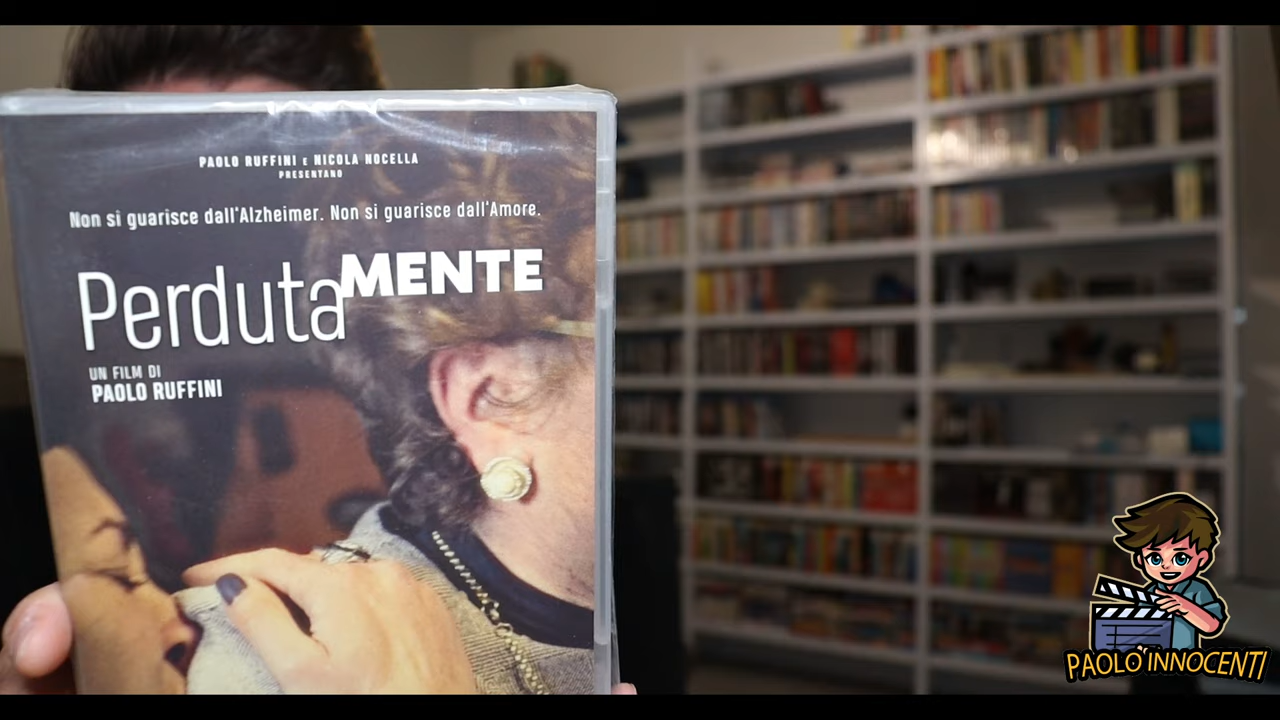 PAOLO RUFFINI E NICOLA NOCELLA
PRESENTANO
Non si guarisce dall'Alzheimer. Non si guarisce dall'Amore.
PerdutaMENTE
UN FILM DI
PAOLO RUFFINI
PAOLO INNOCENTI